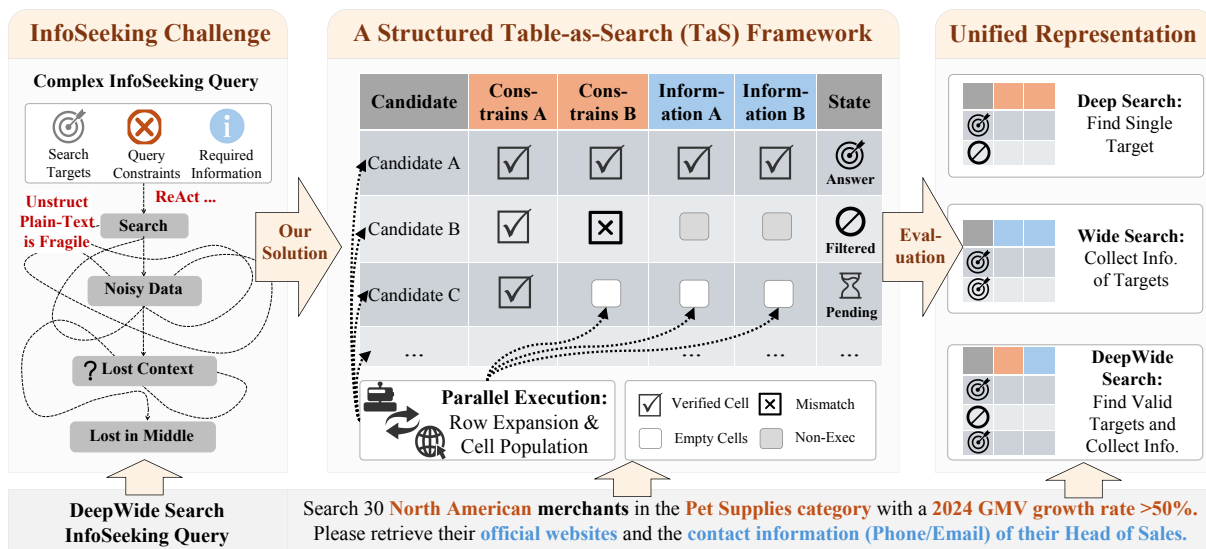 InfoSeeking Challenge
Complex InfoSeeking Query
Search
Targets
Query
Constraints
i
Required
Information
ReAct ...
Unstruct
Plain-Text
is Fragile
Search
Noisy Data
? Lost Context
Lost in Middle
Our
Solution
A Structured Table-as-Search (TaS) Framework
Candidate
Cons-
trains A
Cons-
trains B
Inform-
ation A
Inform-
ation B
State
Candidate A
Answer
Candidate B
Filtered
Candidate C
Pending
... ... ... ...
Parallel Execution:
Row Expansion &
Cell Population
Verified Cell
Mismatch
Empty Cells
Non-Exec
Eval-
uation
Unified Representation
Deep Search:
Find Single
Target
Wide Search:
Collect Info.
of Targets
DeepWide
Search:
Find Valid
Targets and
Collect Info.
DeepWide Search
InfoSeeking Query
Search 30 North American merchants in the Pet Supplies category with a 2024 GMV growth rate >50%.
Please retrieve their official websites and the contact information (Phone/Email) of their Head of Sales.